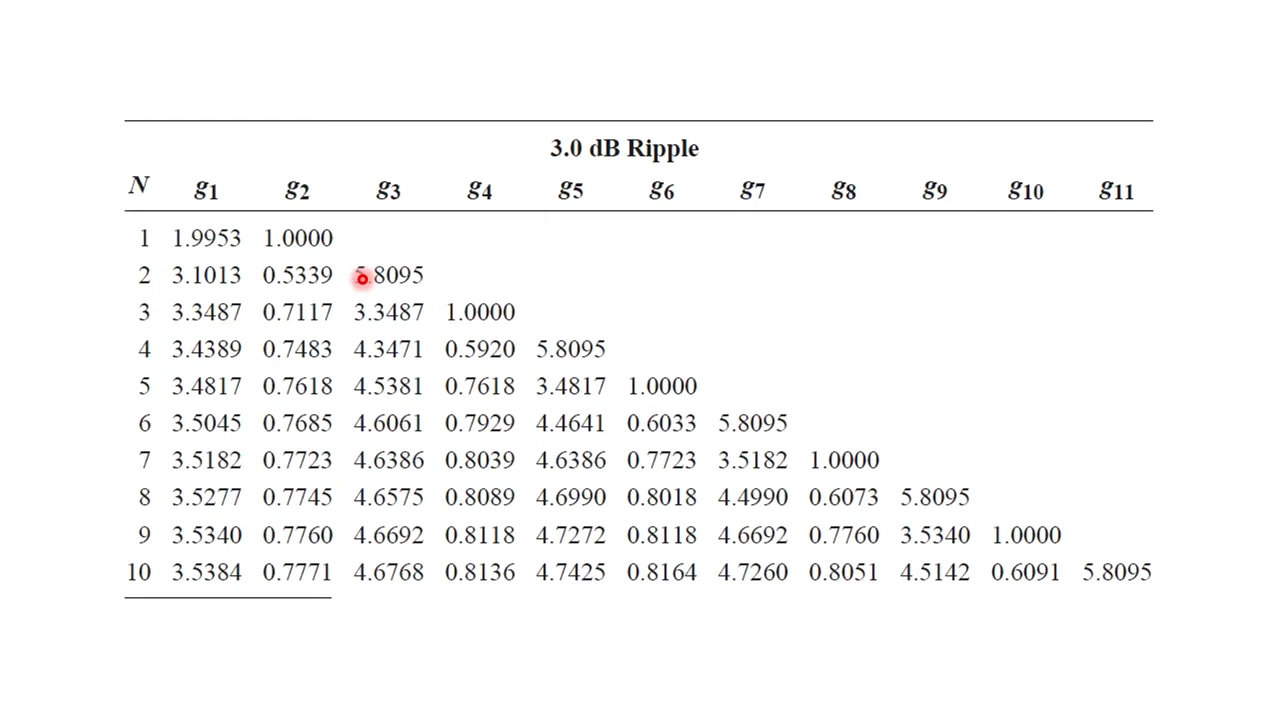 3.0 dB Ripple
N g1 g2 g3 g4 g5 g6 g7 g8 g9 g10 g11
1 1.9953 1.0000
2 3.1013 0.5339 5.8095
3 3.3487 0.7117 3.3487 1.0000
4 3.4389 0.7483 4.3471 0.5920 5.8095
5 3.4817 0.7618 4.5381 0.7618 3.4817 1.0000
6 3.5045 0.7685 4.6061 0.7929 4.4641 0.6033 5.8095
7 3.5182 0.7723 4.6386 0.8039 4.6386 0.7723 3.5182 1.0000
8 3.5277 0.7745 4.6575 0.8089 4.6990 0.8018 4.4990 0.6073 5.8095
9 3.5340 0.7760 4.6692 0.8118 4.7272 0.8118 4.6692 0.7760 3.5340 1.0000
10 3.5384 0.7771 4.6768 0.8136 4.7425 0.8164 4.7260 0.8051 4.5142 0.6091 5.8095